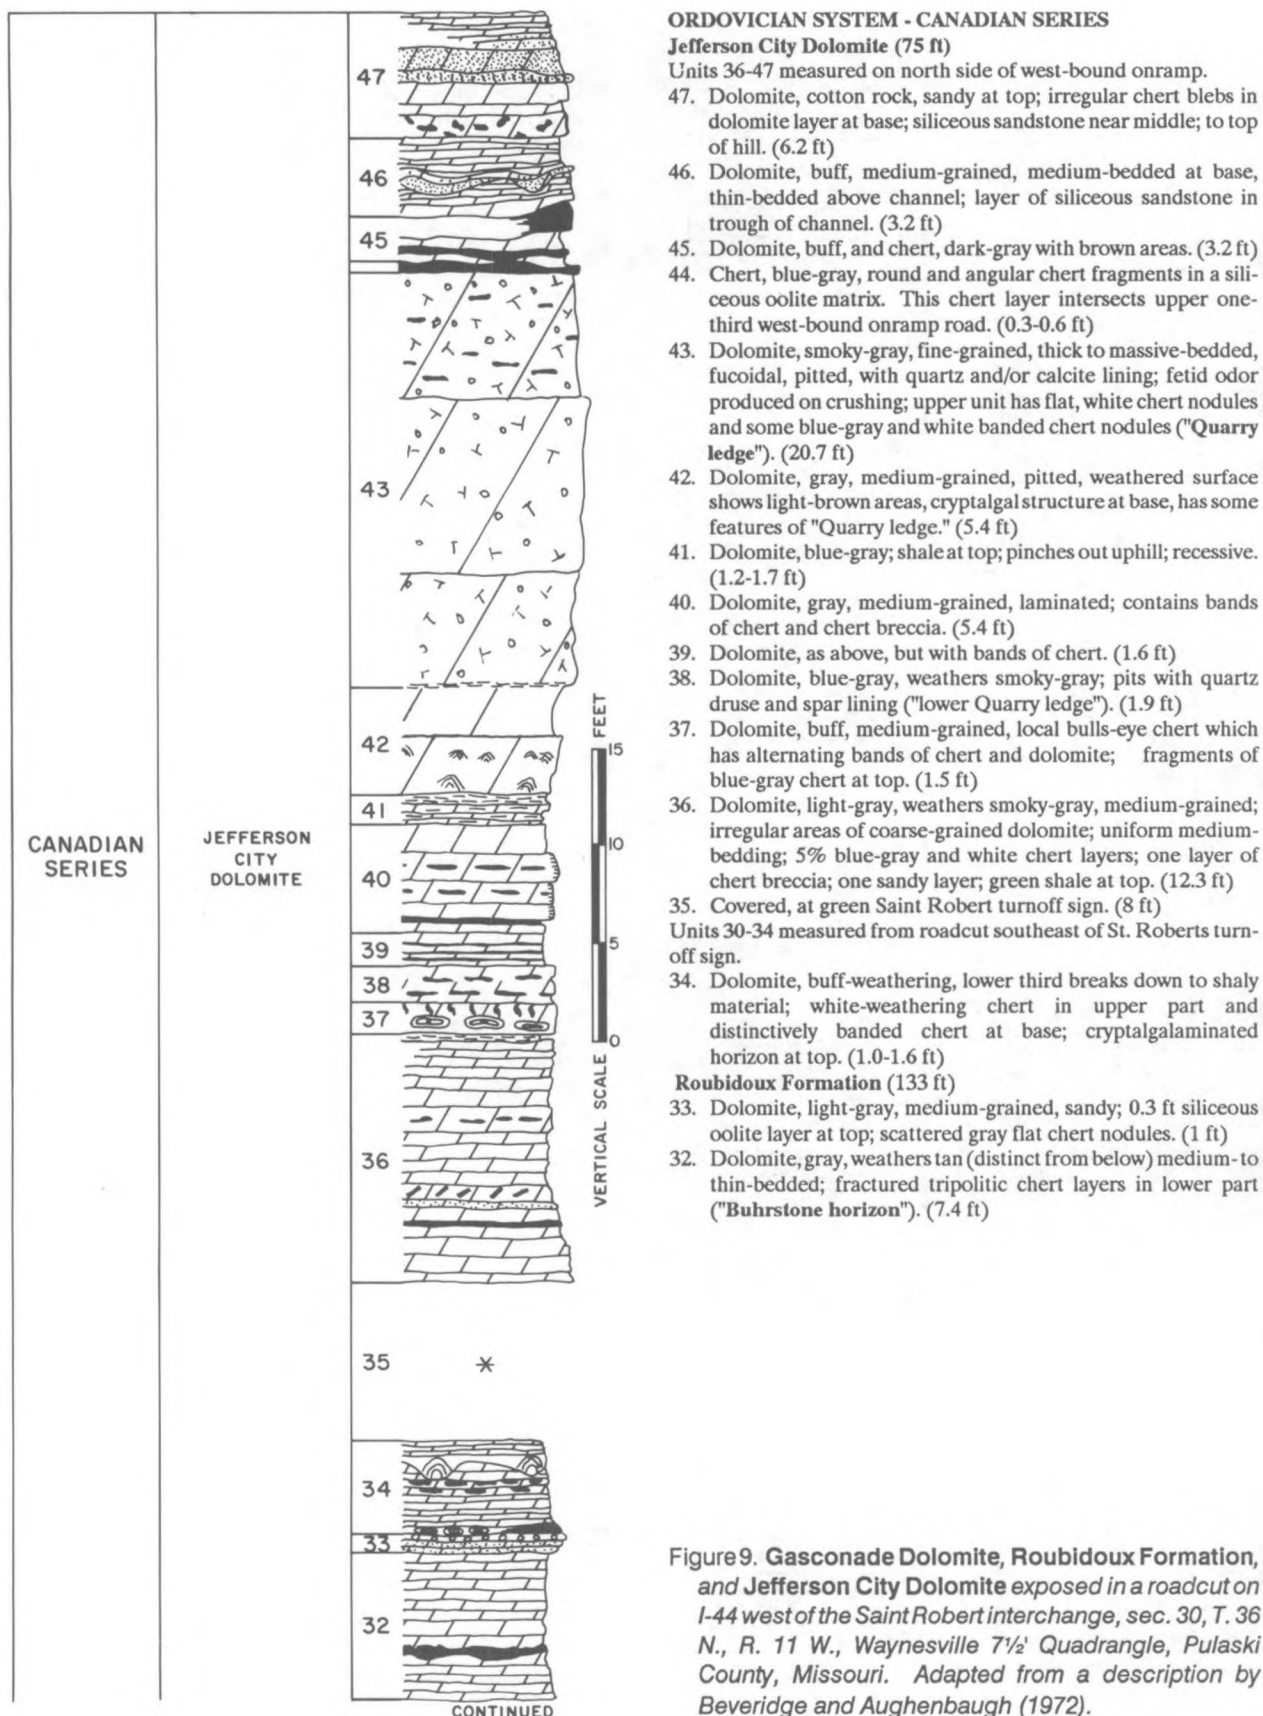 47
46
45
43
42
41
40
39
38
37
36
35
34
33
32
CANADIAN
SERIES
JEFFERSON
CITY
DOLOMITE
VERTICAL SCALE
FEET
15
10
5
0
*
CONTINUED
ORDOVICIAN SYSTEM - CANADIAN SERIES
Jefferson City Dolomite (75 ft)
Units 36-47 measured on north side of west-bound onramp.
47. Dolomite, cotton rock, sandy at top; irregular chert blebs in
dolomite layer at base; siliceous sandstone near middle; to top
of hill. (6.2 ft)
46. Dolomite, buff, medium-grained, medium-bedded at base,
thin-bedded above channel; layer of siliceous sandstone in
trough of channel. (3.2 ft)
45. Dolomite, buff, and chert, dark-gray with brown areas. (3.2 ft)
44. Chert, blue-gray, round and angular chert fragments in a sili-
ceous oolite matrix. This chert layer intersects upper one-
third west-bound onramp road. (0.3-0.6 ft)
43. Dolomite, smoky-gray, fine-grained, thick to massive-bedded,
fucoidal, pitted, with quartz and/or calcite lining; fetid odor
produced on crushing; upper unit has flat, white chert nodules
and some blue-gray and white banded chert nodules ("Quarry
ledge"). (20.7 ft)
42. Dolomite, gray, medium-grained, pitted, weathered surface
shows light-brown areas, cryptalgal structure at base, has some
features of "Quarry ledge." (5.4 ft)
41. Dolomite, blue-gray; shale at top; pinches out uphill; recessive.
(1.2-1.7 ft)
40. Dolomite, gray, medium-grained, laminated; contains bands
of chert and chert breccia. (5.4 ft)
39. Dolomite, as above, but with bands of chert. (1.6 ft)
38. Dolomite, blue-gray, weathers smoky-gray; pits with quartz
druse and spar lining ("lower Quarry ledge"). (1.9 ft)
37. Dolomite, buff, medium-grained, local bulls-eye chert which
has alternating bands of chert and dolomite; fragments of
blue-gray chert at top. (1.5 ft)
36. Dolomite, light-gray, weathers smoky-gray, medium-grained;
irregular areas of coarse-grained dolomite; uniform medium-
bedding; 5% blue-gray and white chert layers; one layer of
chert breccia; one sandy layer; green shale at top. (12.3 ft)
35. Covered, at green Saint Robert turnoff sign. (8 ft)
Units 30-34 measured from roadcut southeast of St. Roberts turn-
off sign.
34. Dolomite, buff-weathering, lower third breaks down to shaly
material; white-weathering chert in upper part and
distinctively banded chert at base; cryptalgalaminated
horizon at top. (1.0-1.6 ft)
Roubidoux Formation (133 ft)
33. Dolomite, light-gray, medium-grained, sandy; 0.3 ft siliceous
oolite layer at top; scattered gray flat chert nodules. (1 ft)
32. Dolomite, gray, weathers tan (distinct from below) medium- to
thin-bedded; fractured tripolitic chert layers in lower part
("Buhrstone horizon"). (7.4 ft)
Figure 9. Gasconade Dolomite, Roubidoux Formation,
and Jefferson City Dolomite exposed in a roadcut on
I-44 west of the Saint Robert interchange, sec. 30, T. 36
N., R. 11 W., Waynesville 7½' Quadrangle, Pulaski
County, Missouri. Adapted from a description by
Beveridge and Aughenbaugh (1972).